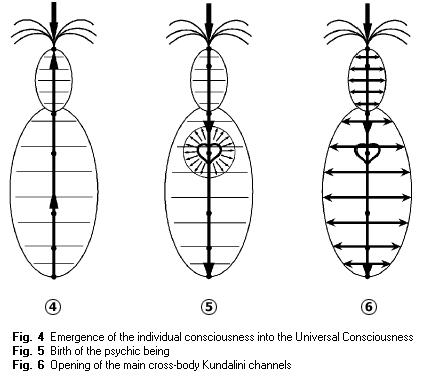 ④ ⑤ ⑥
Fig. 4 Emergence of the individual consciousness into the Universal Consciousness
Fig. 5 Birth of the psychic being
Fig. 6 Opening of the main cross-body Kundalini channels